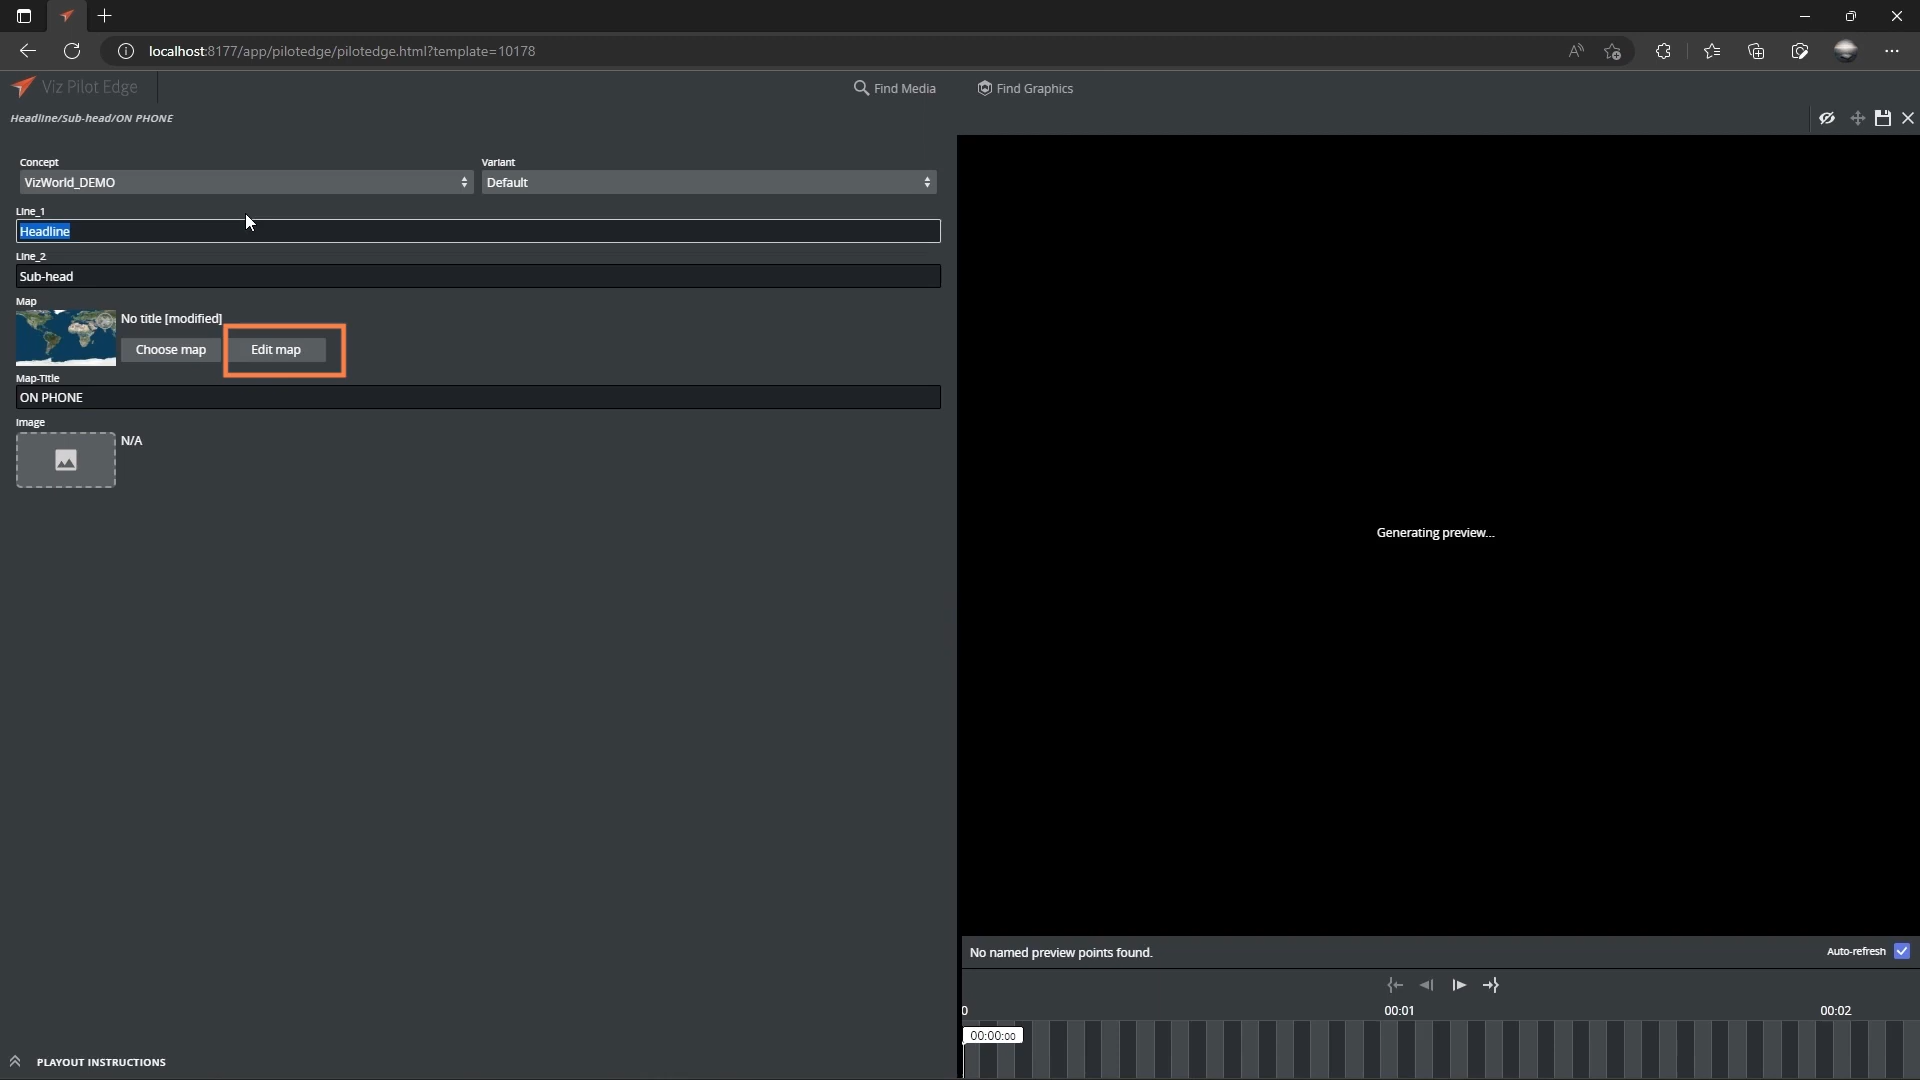 localhost:8177/app/pilotedge/pilotedge.html?template=10178
Viz Pilot Edge
Find Media
Find Graphics
Headline/Sub-head/ON PHONE
Concept
Variant
VizWorld_DEMO
Default
Line_1
Headline
Line_2
Sub-head
Map
No title [modified]
Choose map
Edit map
Map-Title
ON PHONE
Image
N/A
Generating preview...
No named preview points found.
Auto-refresh
0
00:01
00:02
00:00:00
PLAYOUT INSTRUCTIONS